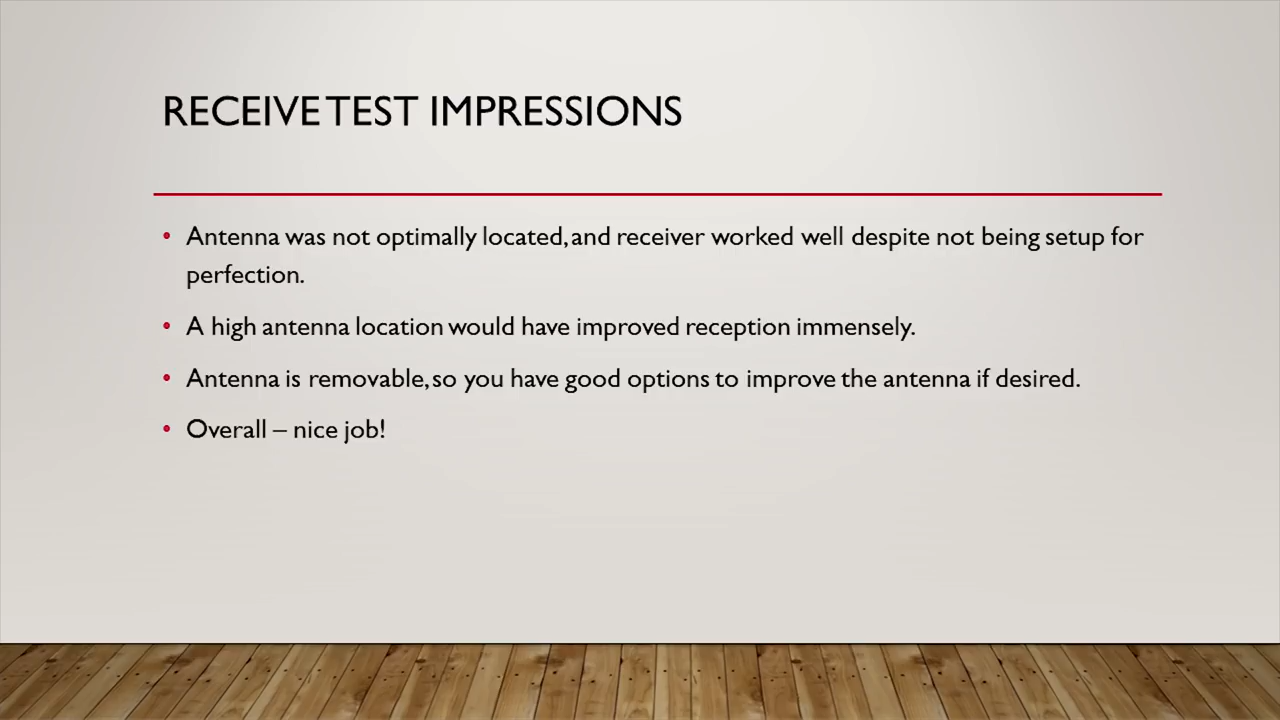 RECEIVE TEST IMPRESSIONS
• Antenna was not optimally located, and receiver worked well despite not being setup for
perfection.
• A high antenna location would have improved reception immensely.
• Antenna is removable, so you have good options to improve the antenna if desired.
• Overall – nice job!